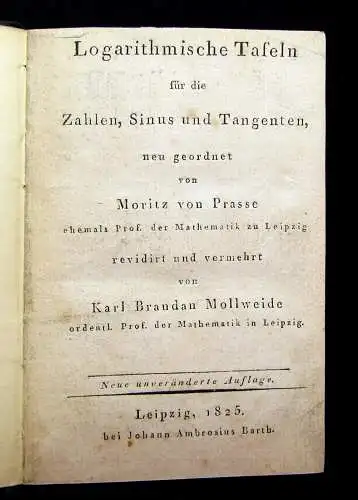 Logarithmische Tafeln
für die
Zahlen, Sinus und Tangenten,
neu geordnet
von
Moritz von Prasse
ehemals Prof. der Mathematik zu Leipzig
revidirt und vermehrt
von
Karl Brandan Mollweide
ordentl. Prof. der Mathematik in Leipzig.
Neue unveränderte Auflage.
Leipzig, 1825.
bei Johann Ambrosius Barth.